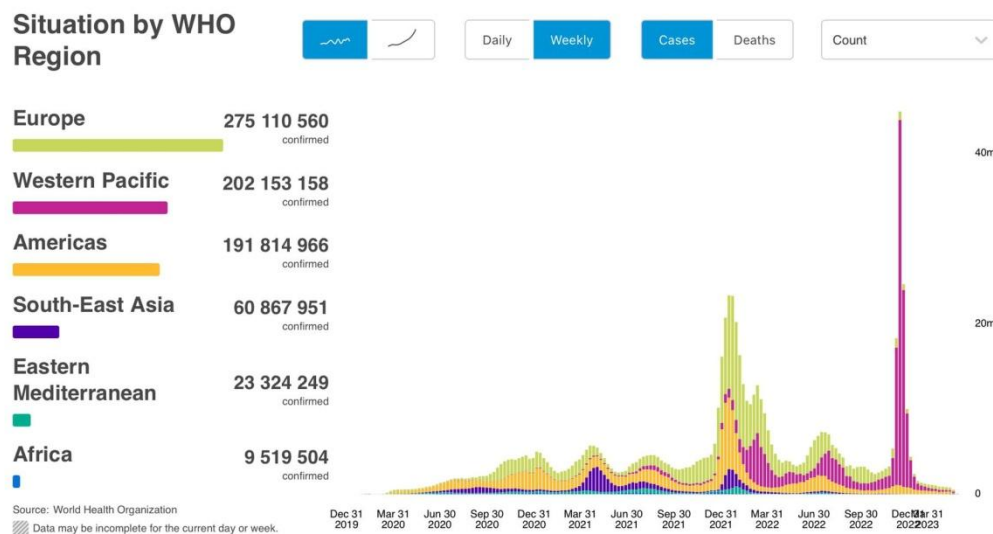 Situation by WHO
Region
Daily
Weekly
Cases
Deaths
Count
Europe 275 110 560
confirmed
Western Pacific 202 153 158
confirmed
Americas 191 814 966
confirmed
South-East Asia 60 867 951
confirmed
Eastern
Mediterranean 23 324 249
confirmed
Africa 9 519 504
confirmed
Source: World Health Organization
Data may be incomplete for the current day or week.
40m
20m
0
Dec 31 Mar 31 Jun 30 Sep 30 Dec 31 Mar 31 Jun 30 Sep 30 Dec 31 Mar 31 Jun 30 Sep 30 Dec 31 Mar 31
2019 2020 2020 2020 2020 2021 2021 2021 2021 2022 2022 2022 2022 2023